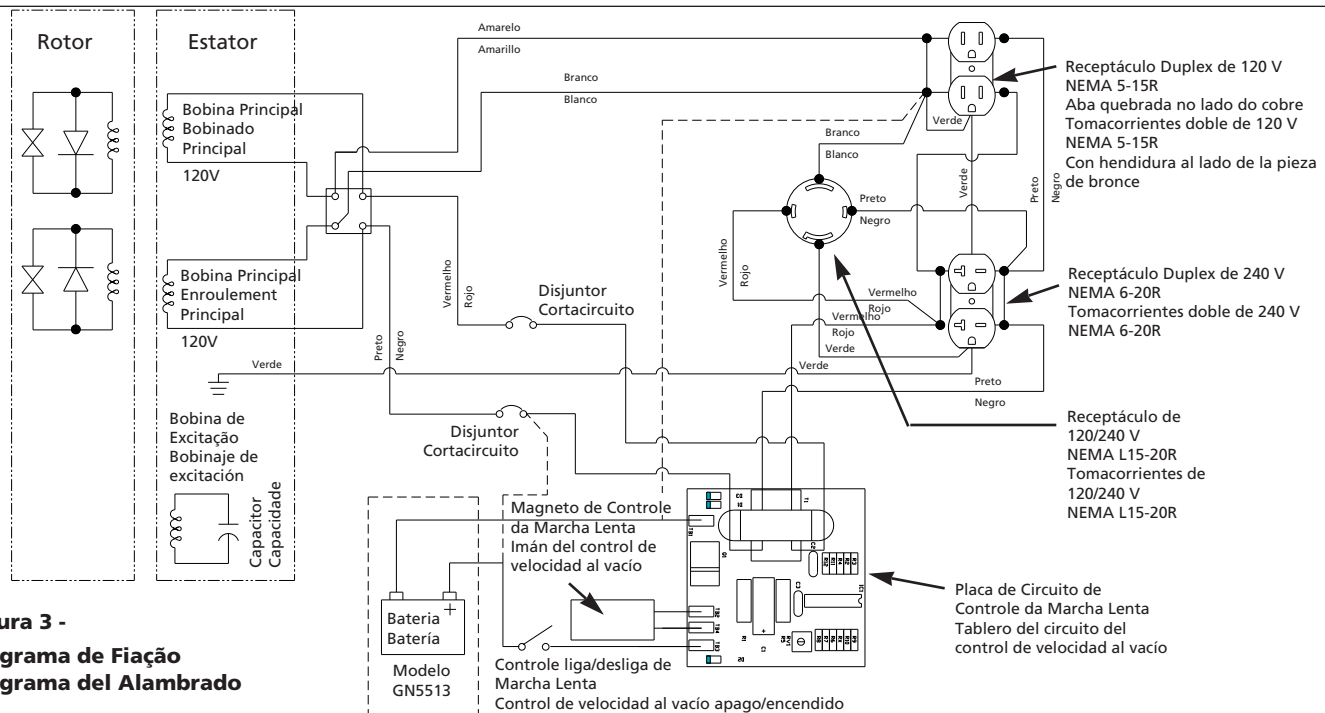 Rotor
Estator
Bobina Principal
Bobinado
Principal
120V
Bobina Principal
Enroulement
Principal
120V
Verde
Bobina de
Excitação
Bobinaje de
excitación
Capacitor
Capacidade
Amarelo
Amarillo
Branco
Blanco
Branco
Blanco
Verde
Preto
Negro
Verde
Preto
Negro
Vermelho
Rojo
Vermelho
Rojo
Vermelho
Rojo
Verde
Verde
Preto
Negro
Vermelho
Rojo
Preto
Negro
Disjuntor
Cortacircuito
Disjuntor
Cortacircuito
Receptáculo Duplex de 120 V
NEMA 5-15R
Aba quebrada no lado do cobre
Tomacorrientes doble de 120 V
NEMA 5-15R
Con hendidura al lado de la pieza
de bronce
Receptáculo Duplex de 240 V
NEMA 6-20R
Tomacorrientes doble de 240 V
NEMA 6-20R
Receptáculo de
120/240 V
NEMA L15-20R
Tomacorrientes de
120/240 V
NEMA L15-20R
Magneto de Controle
da Marcha Lenta
Imán del control de
velocidad al vacío
Bateria
Batería
+
Modelo
GN5513
Controle liga/desliga de
Marcha Lenta
Control de velocidad al vacío apago/encendido
Placa de Circuito de
Controle da Marcha Lenta
Tablero del circuito del
control de velocidad al vacío
ura 3 -
grama de Fiação
grama del Alambrado